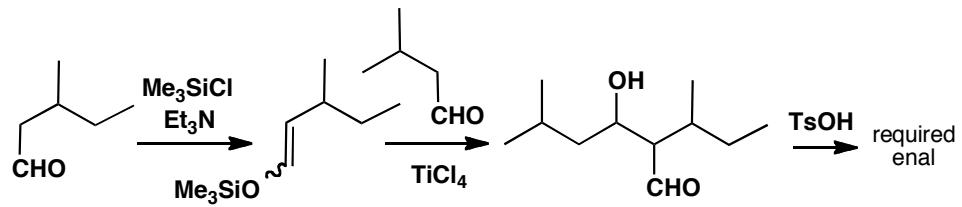 CHO
Me₃SiCl
Et₃N
Me₃SiO
CHO
TiCl₄
OH
CHO
TsOH
required
enal